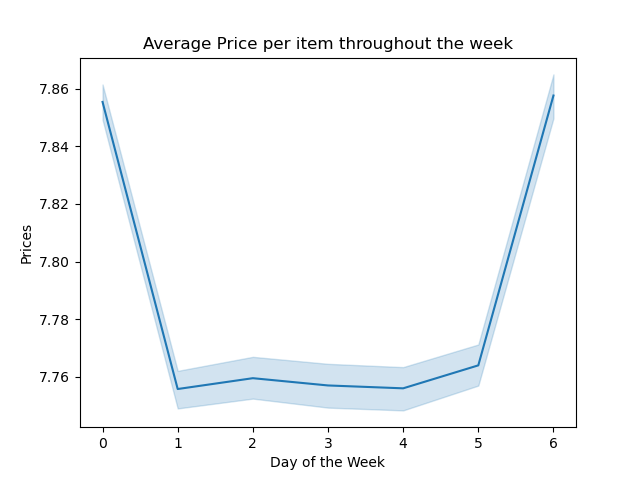 Average Price per item throughout the week
7.86
7.84
7.82
7.80
7.78
7.76
Prices
0 1 2 3 4 5 6
Day of the Week